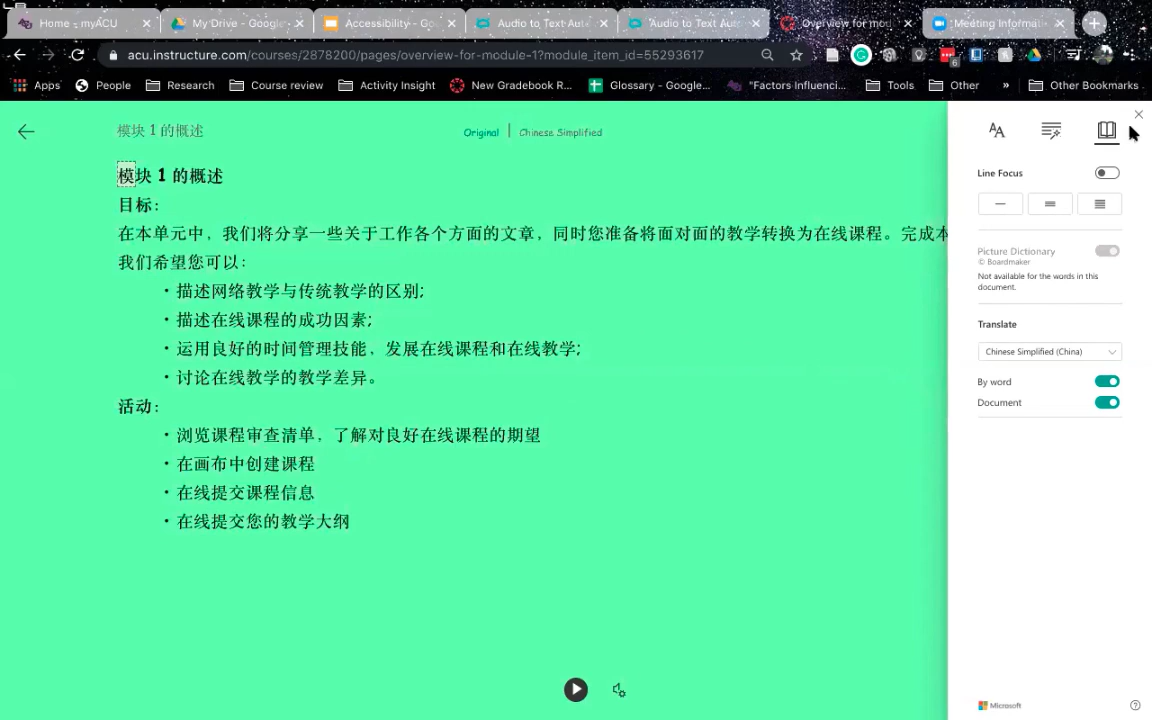 Home - myACU
My Drive - Google
Accessibility - Go
Audio to Text Aut
Audio to Text Aut
Overview for mod
Meeting Informat
acu.instructure.com/courses/2878200/pages/overview-for-module-1?module_item_id=55293617
6
Apps
People
Research
Course review
Activity Insight
New Gradebook R...
Glossary - Google...
"Factors Influenci...
Tools
Other
»
Other Bookmarks
模块 1 的概述
Original | Chinese Simplified
模块 1 的概述
目标:
在本单元中，我们将分享一些关于工作各个方面的文章，同时您准备将面对面的教学转换为在线课程。完成本
我们希望您可以:
· 描述网络教学与传统教学的区别;
· 描述在线课程的成功因素;
· 运用良好的时间管理技能，发展在线课程和在线教学;
· 讨论在线教学的教学差异。
活动:
· 浏览课程审查清单，了解对良好在线课程的期望
· 在画布中创建课程
· 在线提交课程信息
· 在线提交您的教学大纲
Line Focus
Picture Dictionary
© Boardmaker
Not available for the words in this
document.
Translate
Chinese Simplified (China)
By word
Document
Microsoft